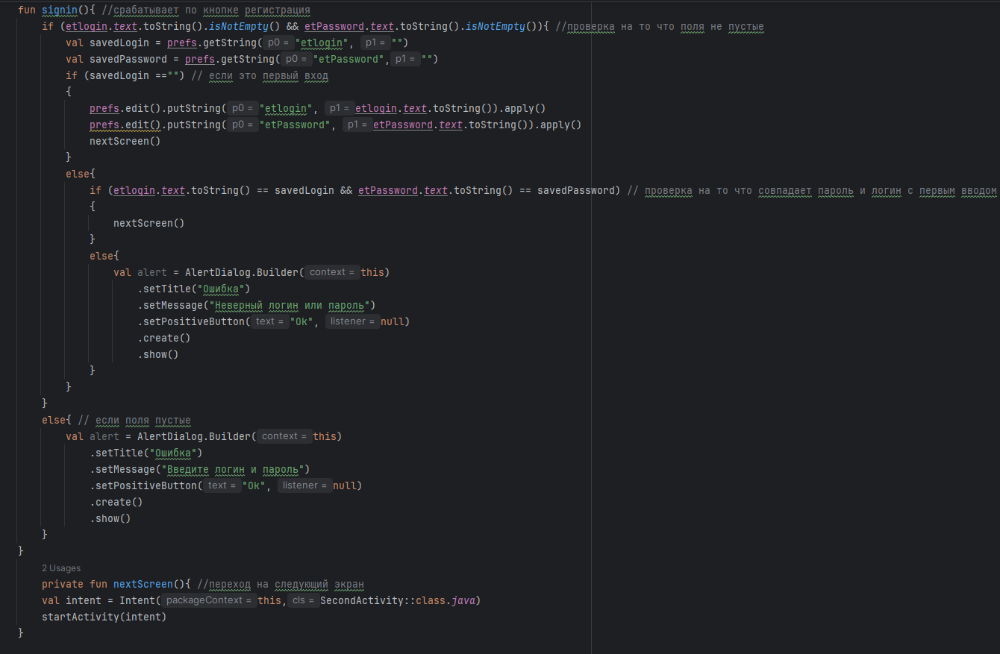 fun signin(){ //срабатывает по кнопке регистрация
if (etlogin.text.toString().isNotEmpty() && etPassword.text.toString().isNotEmpty()){ //проверка на то что поля не пустые
val savedLogin = prefs.getString( p0 = "etlogin", p1 = "")
val savedPassword = prefs.getString( p0 = "etPassword", p1 = "")
if (savedLogin =="") // если это первый вход
{
prefs.edit().putString( p0 = "etlogin", p1 = etlogin.text.toString()).apply()
prefs.edit().putString( p0 = "etPassword", p1 = etPassword.text.toString()).apply()
nextScreen()
}
else{
if (etlogin.text.toString() == savedLogin && etPassword.text.toString() == savedPassword) // проверка на то что совпадает пароль и логин с первым вводом
{
nextScreen()
}
else{
val alert = AlertDialog.Builder( context = this)
.setTitle("Ошибка")
.setMessage("Неверный логин или пароль")
.setPositiveButton( text = "Ok", listener = null)
.create()
.show()
}
}
}
else{ // если поля пустые
val alert = AlertDialog.Builder( context = this)
.setTitle("Ошибка")
.setMessage("Введите логин и пароль")
.setPositiveButton( text = "Ok", listener = null)
.create()
.show()
}
}
2 Usages
private fun nextScreen(){ //переход на следующий экран
val intent = Intent( packageContext = this, cls = SecondActivity::class.java)
startActivity(intent)
}